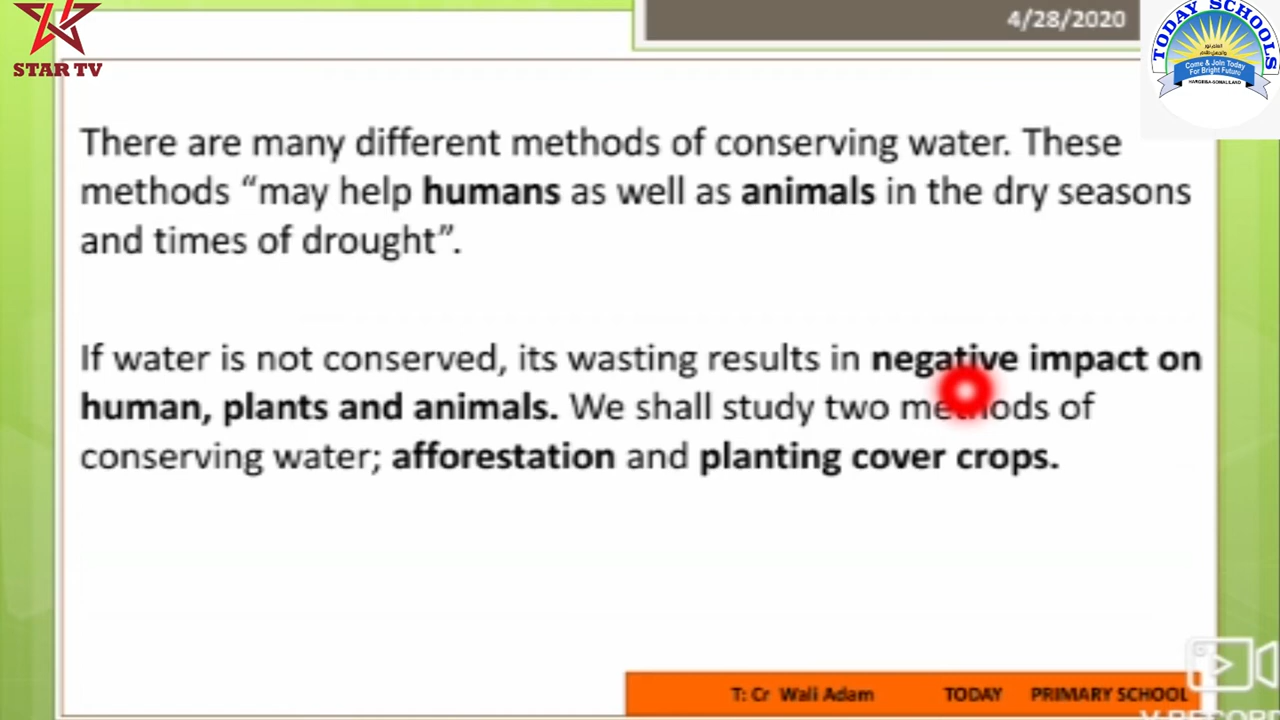 STAR TV
4/28/2020
TODAY SCHOOLS
Come & Join Today
For Bright Future
HARGEISA-SOMALILAND
There are many different methods of conserving water. These
methods “may help humans as well as animals in the dry seasons
and times of drought”.
If water is not conserved, its wasting results in negative impact on
human, plants and animals. We shall study two methods of
conserving water; afforestation and planting cover crops.
T: Cr Wali Adam TODAY PRIMARY SCHOOL